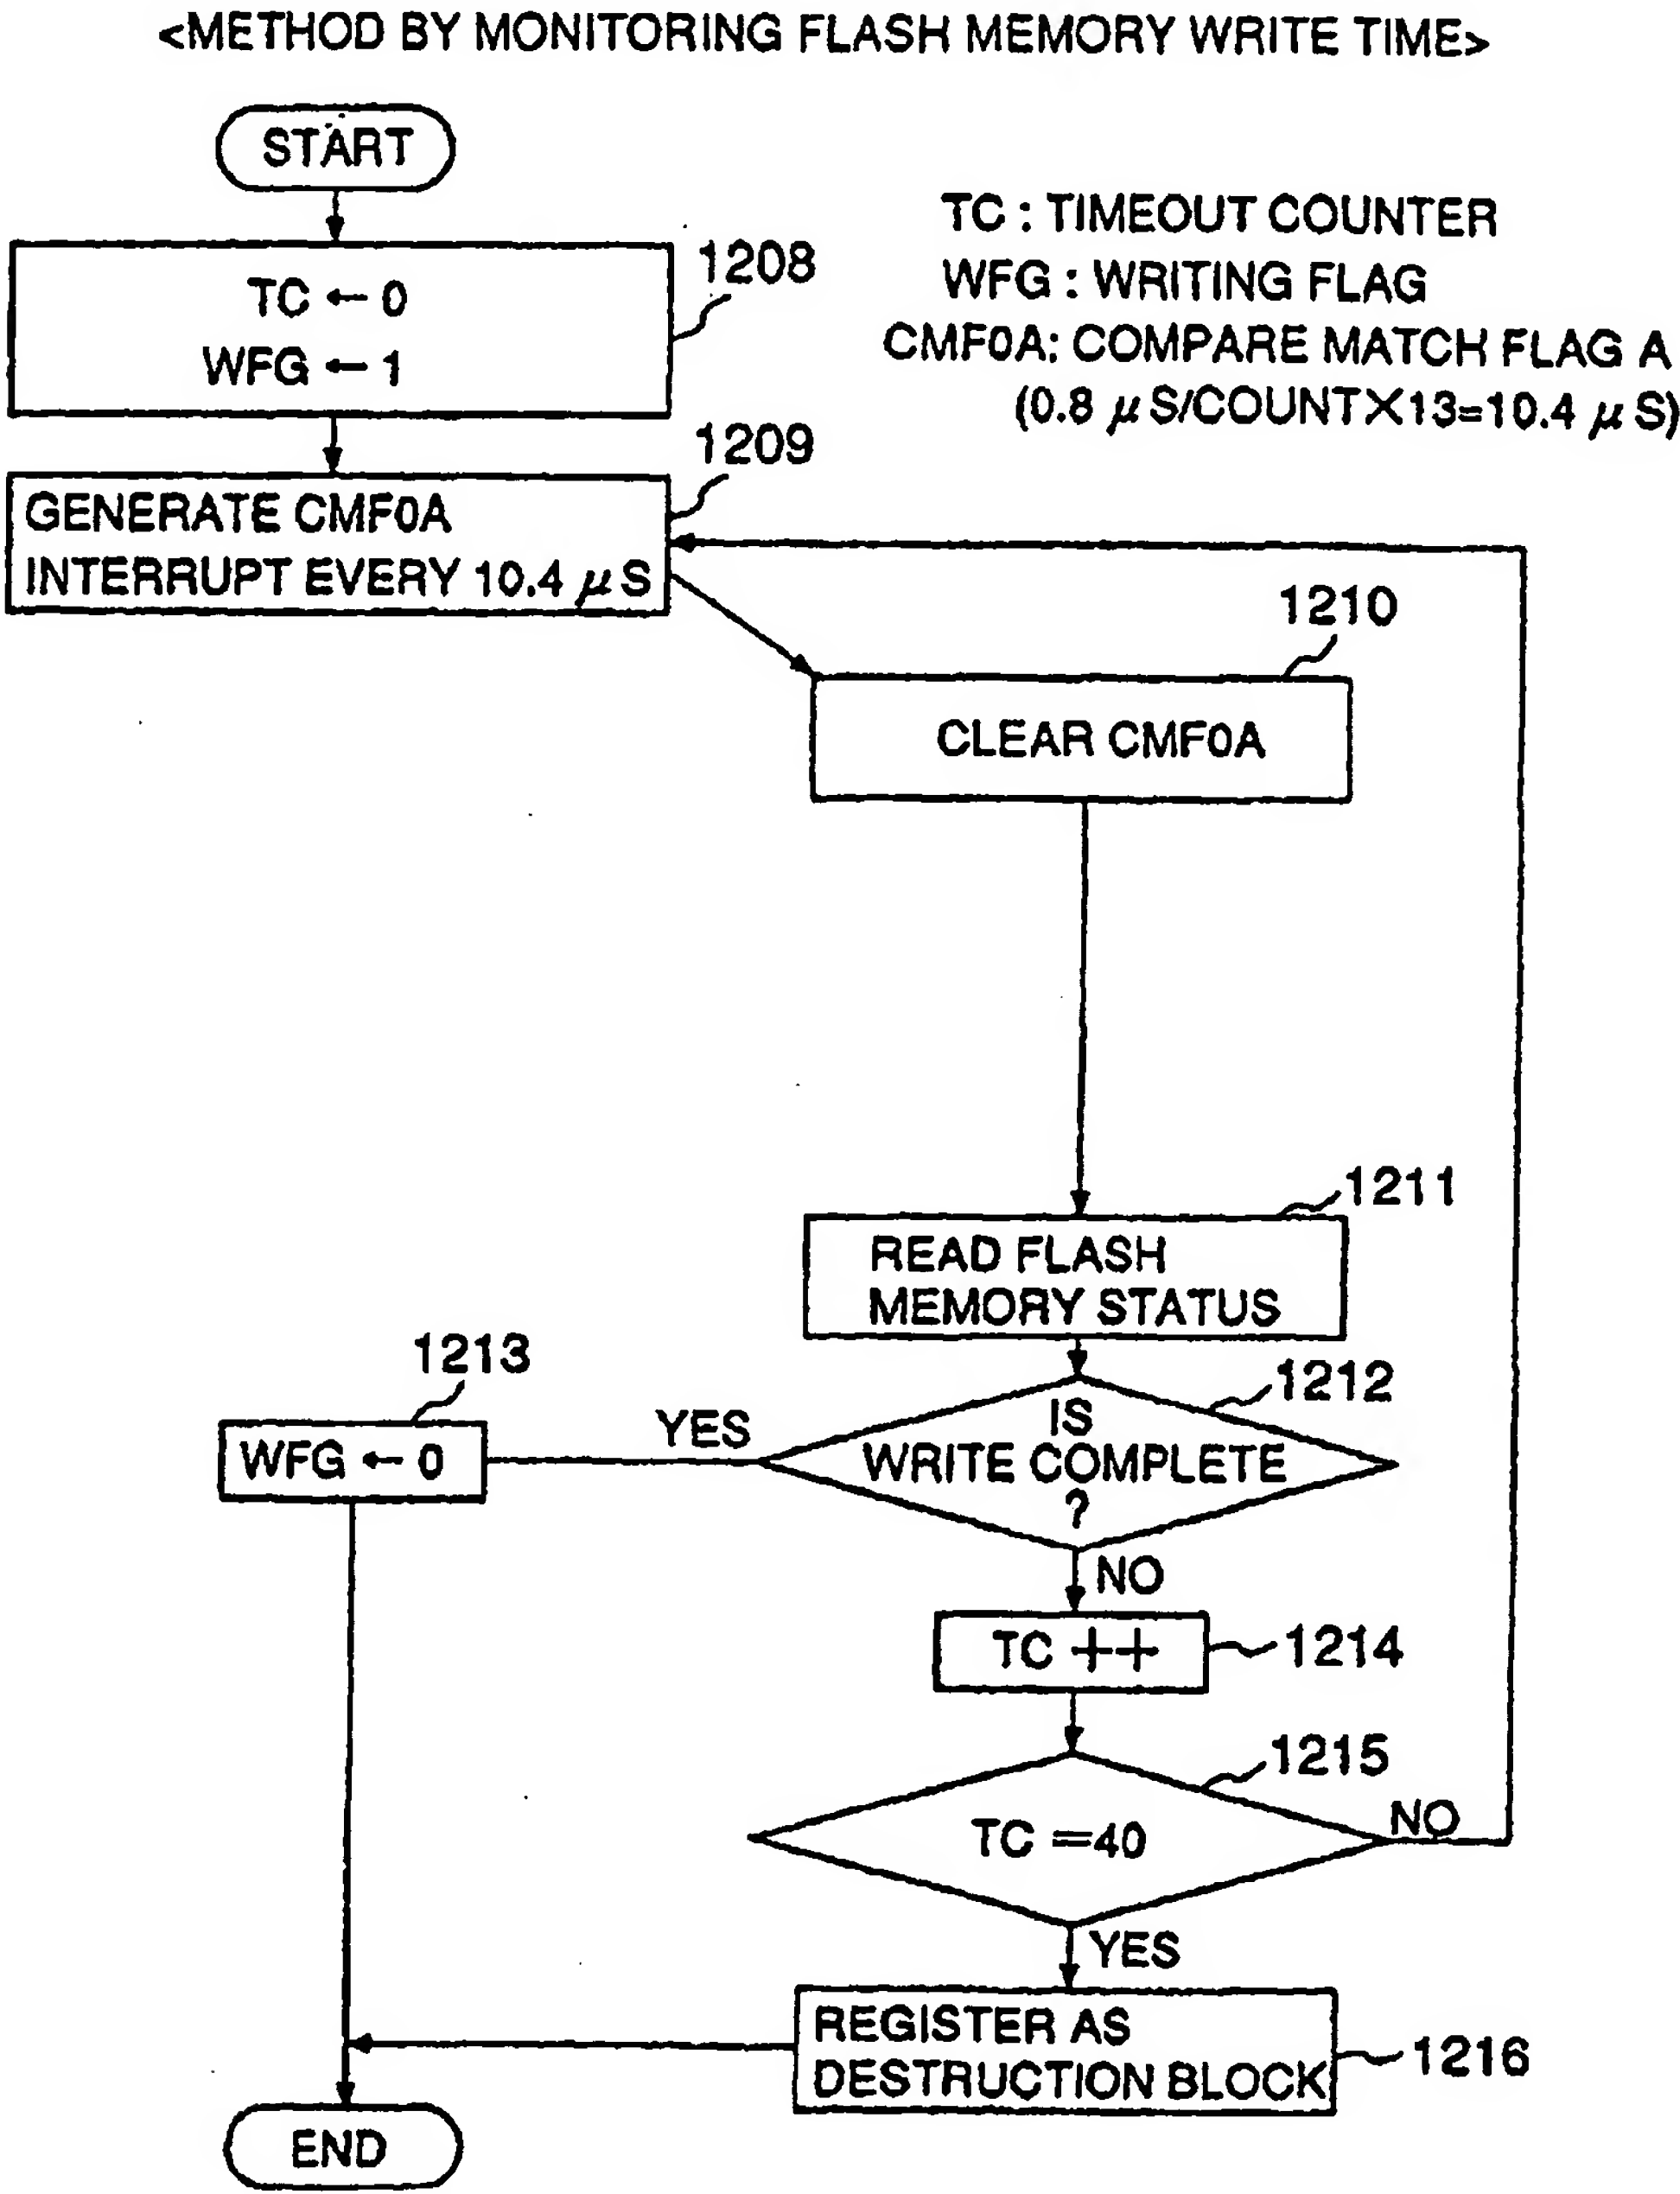 <METHOD BY MONITORING FLASH MEMORY WRITE TIME>
START
TC : TIMEOUT COUNTER
WFG : WRITING FLAG
CMF0A: COMPARE MATCH FLAG A
(0.8 μS/COUNT×13=10.4 μS)
1208
TC ← 0
WFG ← 1
1209
GENERATE CMF0A
INTERRUPT EVERY 10.4 μS
1210
CLEAR CMF0A
1211
READ FLASH
MEMORY STATUS
1212
IS
WRITE COMPLETE
?
YES
1213
WFG ← 0
NO
TC ++
1214
1215
TC =40
NO
YES
REGISTER AS
DESTRUCTION BLOCK
1216
END